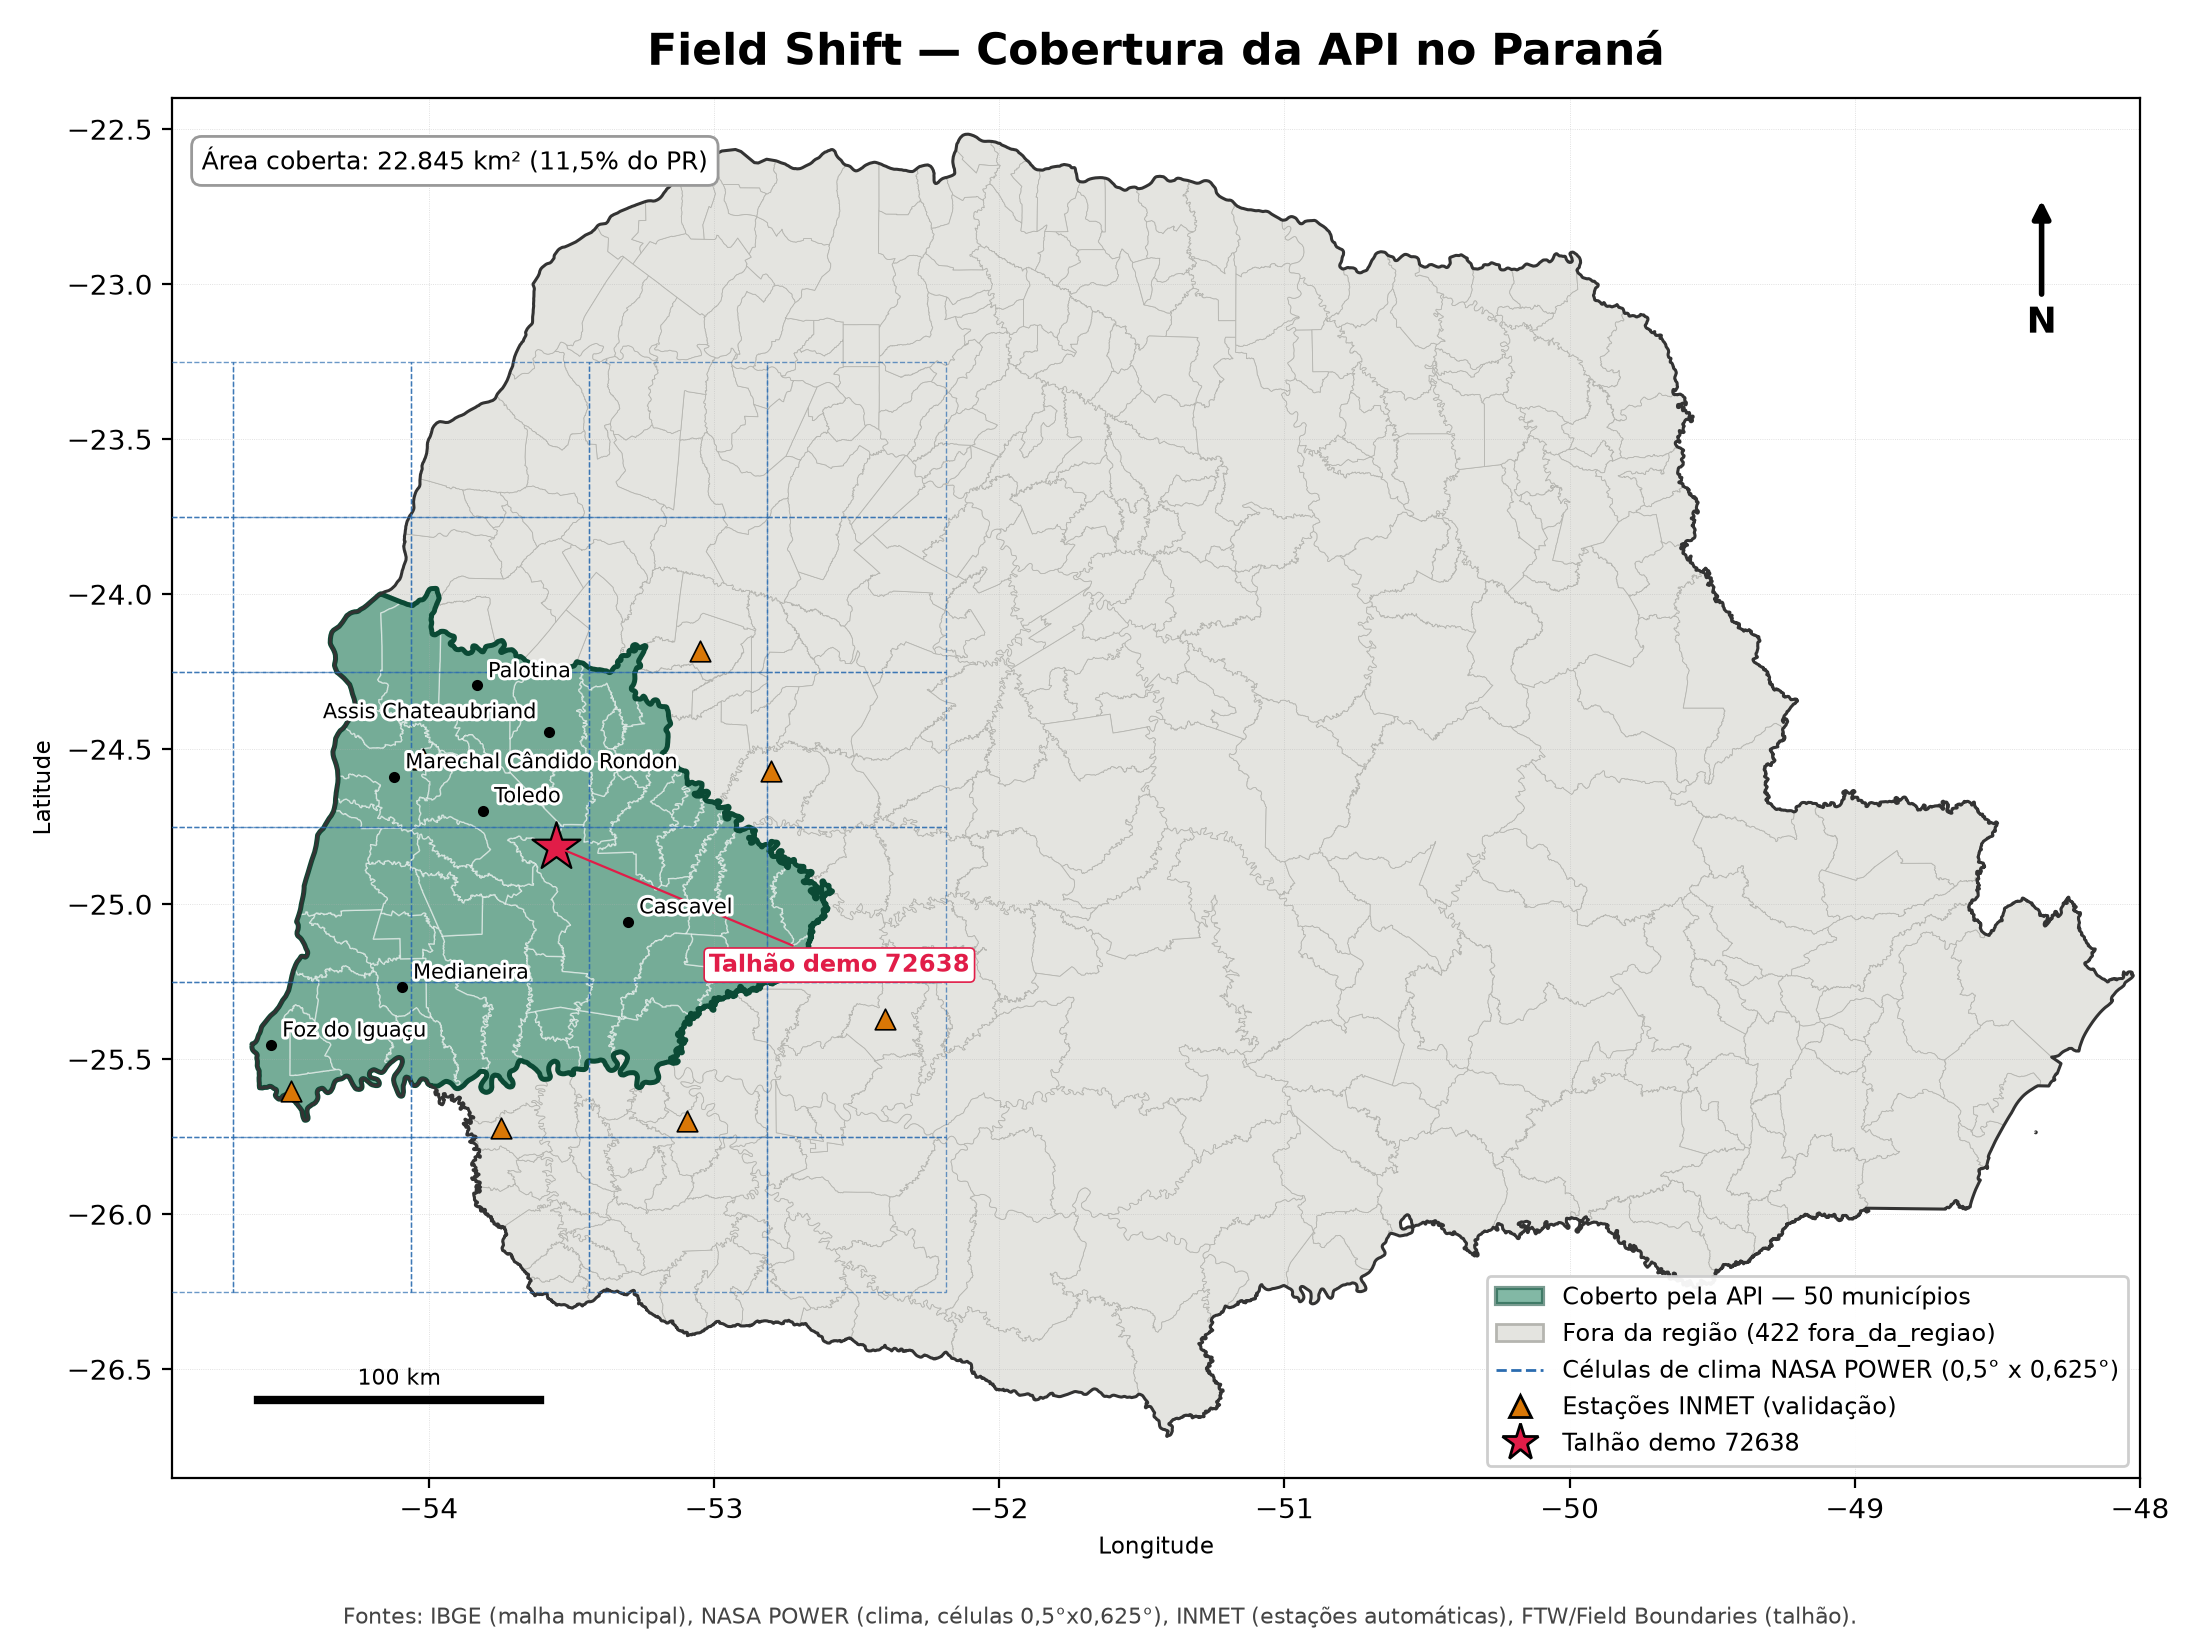 Field Shift — Cobertura da API no Paraná
Área coberta: 22.845 km² (11,5% do PR)
N
−22.5
−23.0
−23.5
−24.0
−24.5
−25.0
−25.5
−26.0
−26.5
Latitude
Palotina
Assis Chateaubriand
Marechal Cândido Rondon
Toledo
Cascavel
Talhão demo 72638
Medianeira
Foz do Iguaçu
100 km
Coberto pela API — 50 municípios
Fora da região (422 fora_da_regiao)
Células de clima NASA POWER (0,5° x 0,625°)
Estações INMET (validação)
Talhão demo 72638
−54
−53
−52
−51
−50
−49
−48
Longitude
Fontes: IBGE (malha municipal), NASA POWER (clima, células 0,5°x0,625°), INMET (estações automáticas), FTW/Field Boundaries (talhão).